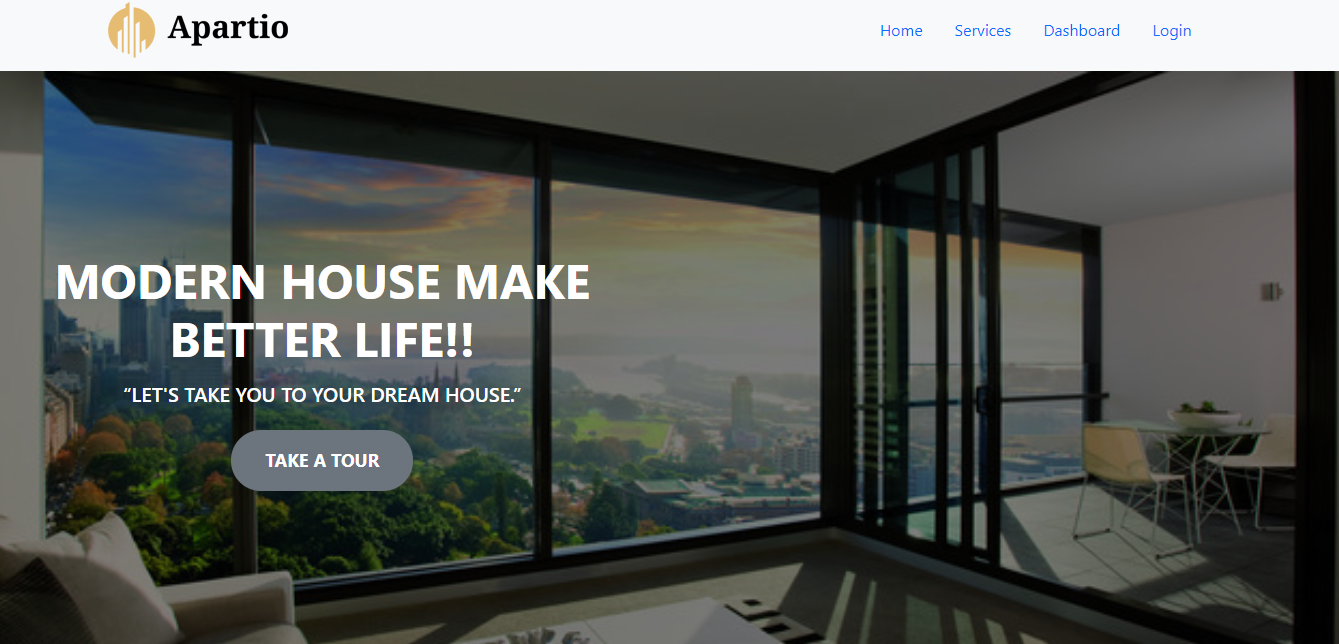 Apartio
Home Services Dashboard Login
MODERN HOUSE MAKE
BETTER LIFE!!
“LET'S TAKE YOU TO YOUR DREAM HOUSE.”
TAKE A TOUR